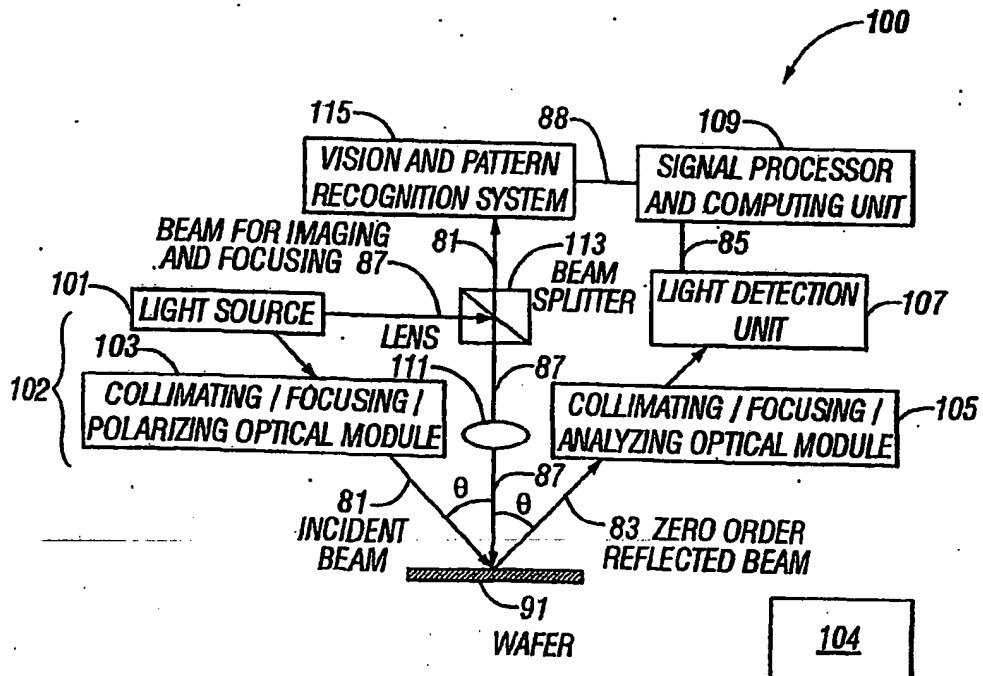 100
115
88
109
VISION AND PATTERN
RECOGNITION SYSTEM
SIGNAL PROCESSOR
AND COMPUTING UNIT
BEAM FOR IMAGING
AND FOCUSING 87
81
113
BEAM
SPLITTER
85
101
LIGHT SOURCE
LENS
LIGHT DETECTION
UNIT
107
102
103
111
87
COLLIMATING / FOCUSING /
POLARIZING OPTICAL MODULE
COLLIMATING / FOCUSING /
ANALYZING OPTICAL MODULE
105
81
INCIDENT
BEAM
θ
θ
87
83 ZERO ORDER
REFLECTED BEAM
91
WAFER
104